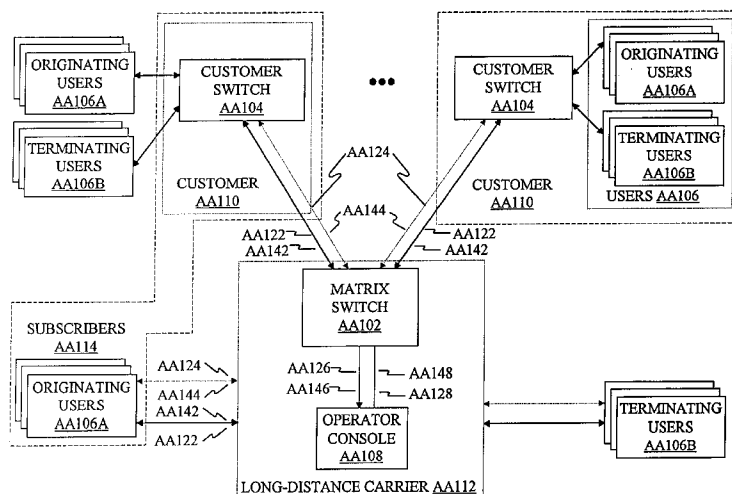 ORIGINATING
USERS
AA106A
TERMINATING
USERS
AA106B
CUSTOMER
SWITCH
AA104
CUSTOMER
AA110
CUSTOMER
SWITCH
AA104
CUSTOMER
AA110
ORIGINATING
USERS
AA106A
TERMINATING
USERS
AA106B
USERS AA106
AA124
AA144
AA122
AA142
AA122
AA142
MATRIX
SWITCH
AA102
AA126
AA146
AA148
AA128
OPERATOR
CONSOLE
AA108
LONG-DISTANCE CARRIER AA112
SUBSCRIBERS
AA114
ORIGINATING
USERS
AA106A
AA124
AA144
AA142
AA122
TERMINATING
USERS
AA106B